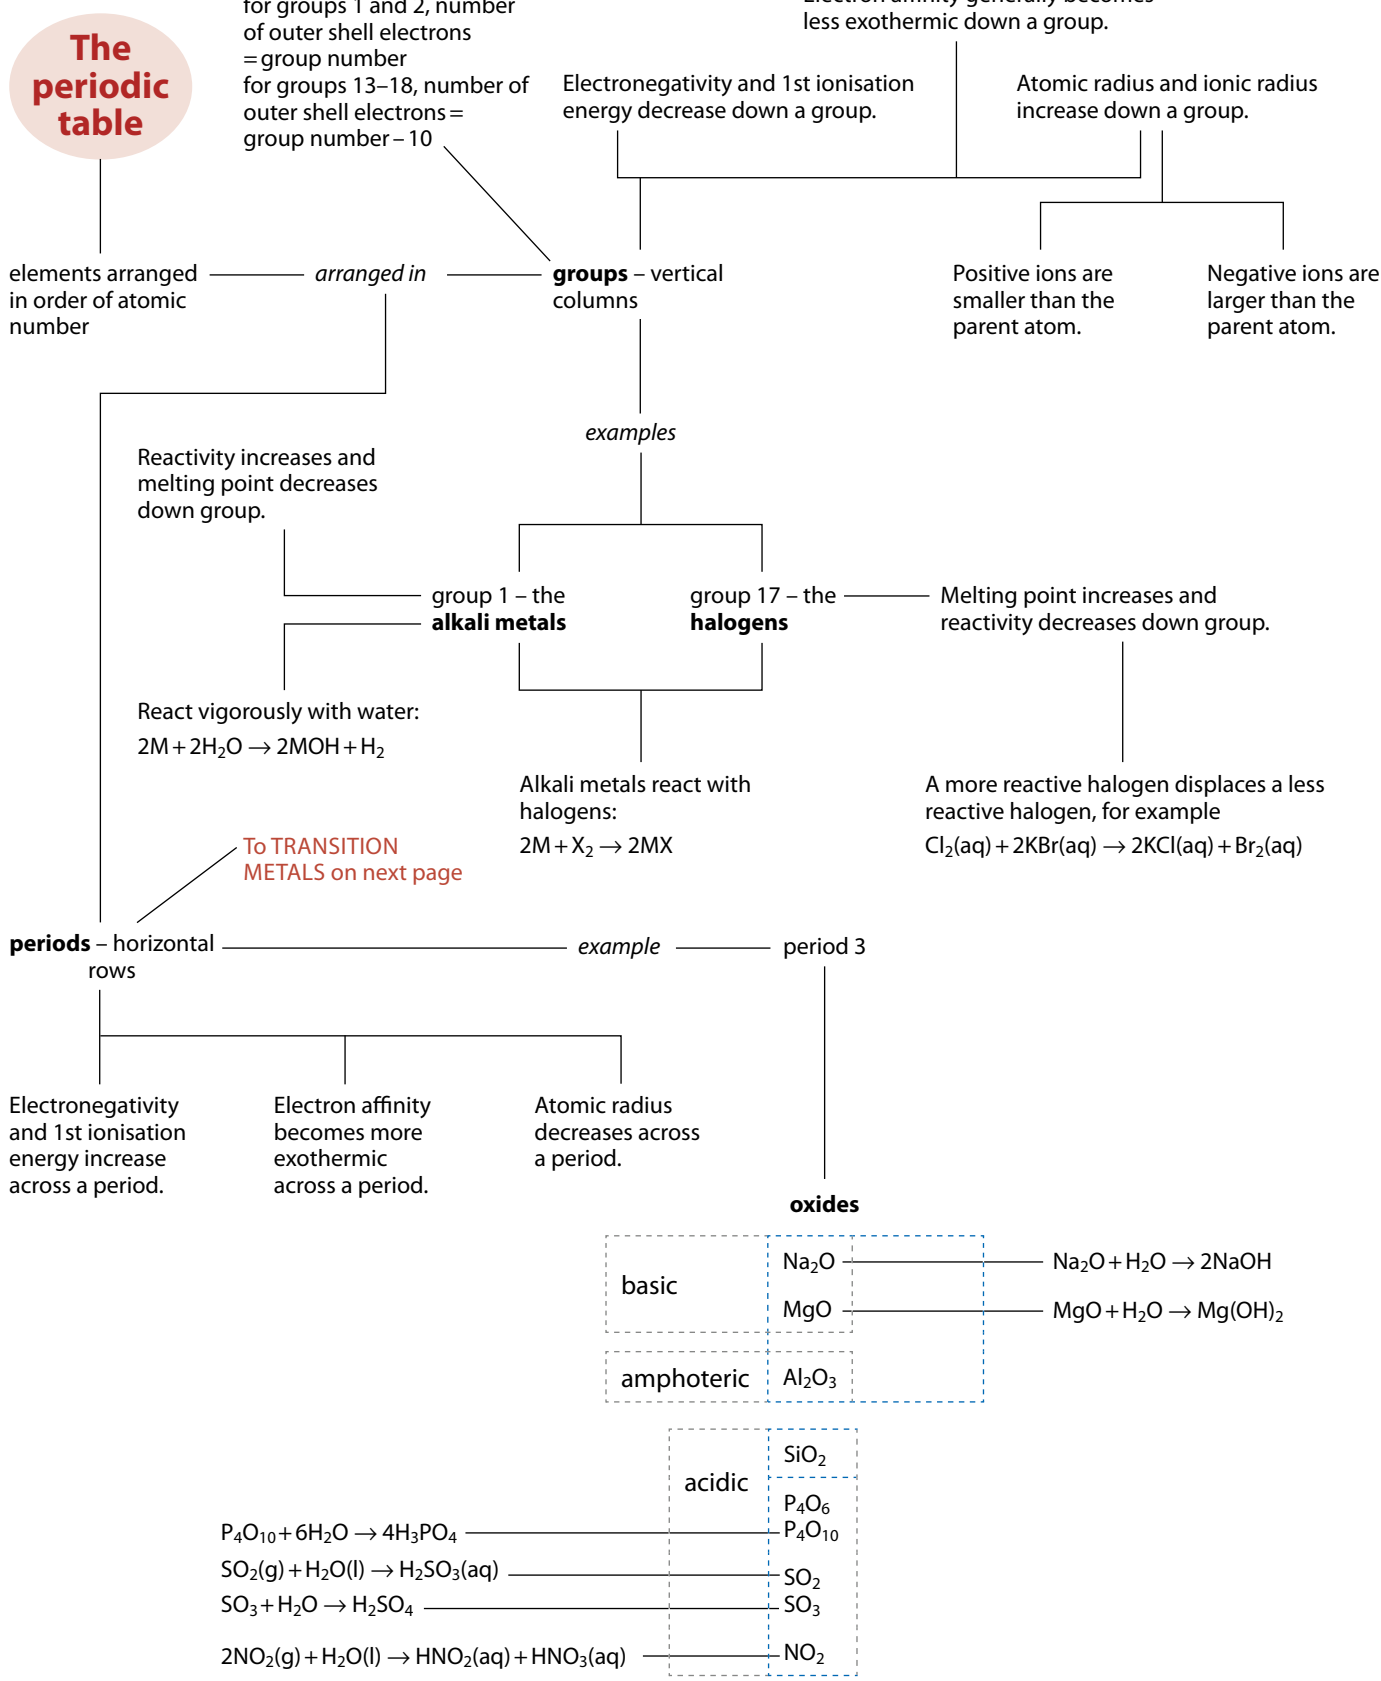 for groups 1 and 2, number
of outer shell electrons
= group number
for groups 13–18, number of
outer shell electrons =
group number – 10
Electron affinity generally becomes
less exothermic down a group.
The
periodic
table
Electronegativity and 1st ionisation
energy decrease down a group.
Atomic radius and ionic radius
increase down a group.
elements arranged
in order of atomic
number
arranged in
groups – vertical
columns
Positive ions are
smaller than the
parent atom.
Negative ions are
larger than the
parent atom.
examples
Reactivity increases and
melting point decreases
down group.
group 1 – the
alkali metals
group 17 – the
halogens
Melting point increases and
reactivity decreases down group.
React vigorously with water:
2M + 2H₂O → 2MOH + H₂
Alkali metals react with
halogens:
2M + X₂ → 2MX
A more reactive halogen displaces a less
reactive halogen, for example
Cl₂(aq) + 2KBr(aq) → 2KCl(aq) + Br₂(aq)
To TRANSITION
METALS on next page
periods – horizontal
rows
example
period 3
Electronegativity
and 1st ionisation
energy increase
across a period.
Electron affinity
becomes more
exothermic
across a period.
Atomic radius
decreases across
a period.
oxides
basic
Na₂O
Na₂O + H₂O → 2NaOH
MgO
MgO + H₂O → Mg(OH)₂
amphoteric
Al₂O₃
acidic
SiO₂
P₄O₆
P₄O₁₀ + 6H₂O → 4H₃PO₄
P₄O₁₀
SO₂(g) + H₂O(l) → H₂SO₃(aq)
SO₂
SO₃ + H₂O → H₂SO₄
SO₃
2NO₂(g) + H₂O(l) → HNO₂(aq) + HNO₃(aq)
NO₂